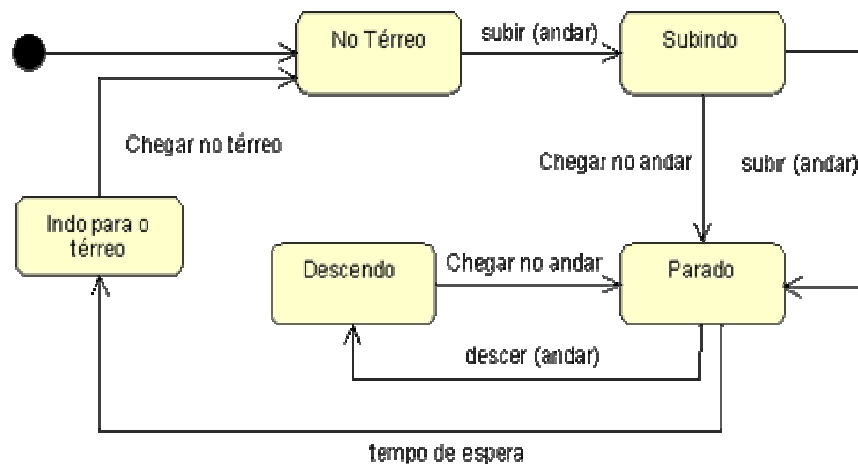 No Térreo
subir (andar)
Subindo
Chegar no térreo
Chegar no andar
subir (andar)
Indo para o
térreo
Descendo
Chegar no andar
Parado
descer (andar)
tempo de espera